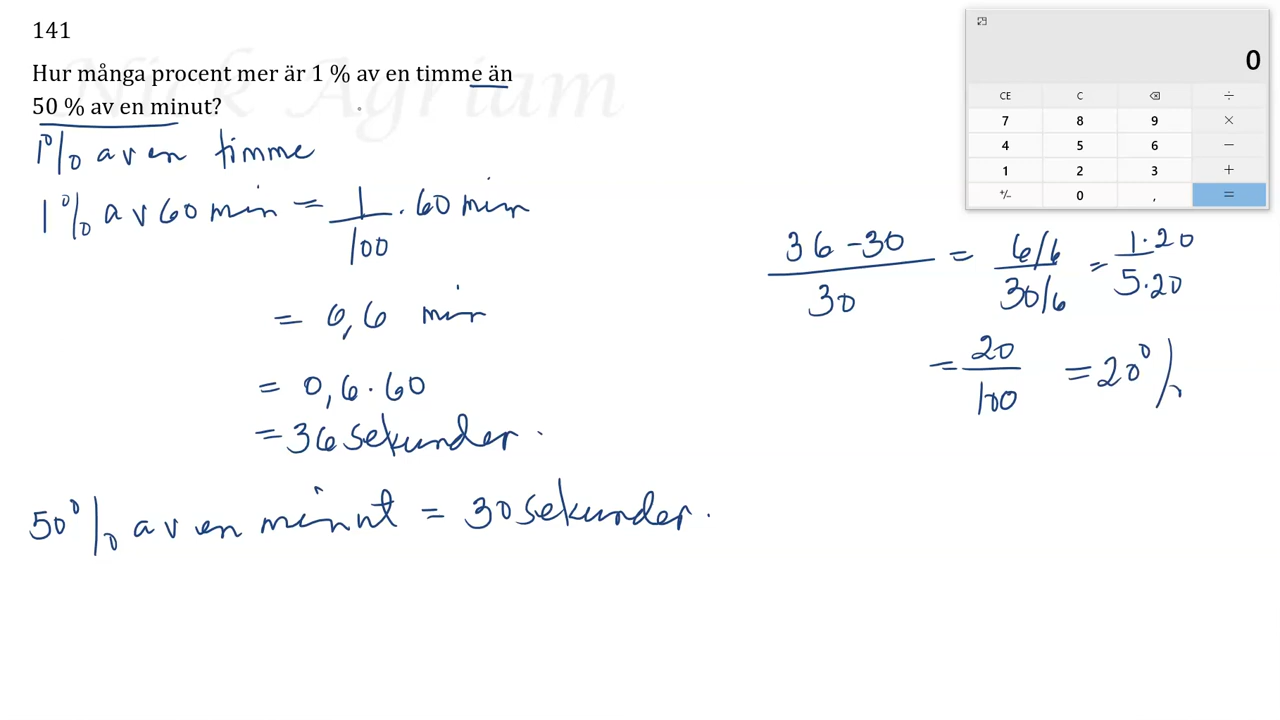 141
Hur många procent mer är 1 % av en timme än
50 % av en minut?
Nick Agriam
1% av en timme
1% av 60 min = 1/100 · 60 min
= 0,6 min
= 0,6 · 60
= 36 sekunder.
50% av en minut = 30 sekunder.
0
CE C ⌫ ÷
7 8 9 ×
4 5 6 −
1 2 3 +
+/- 0 , =
(36 - 30)/30 = (6/6)/(30/6) = (1·20)/(5·20)
= 20/100 = 20%